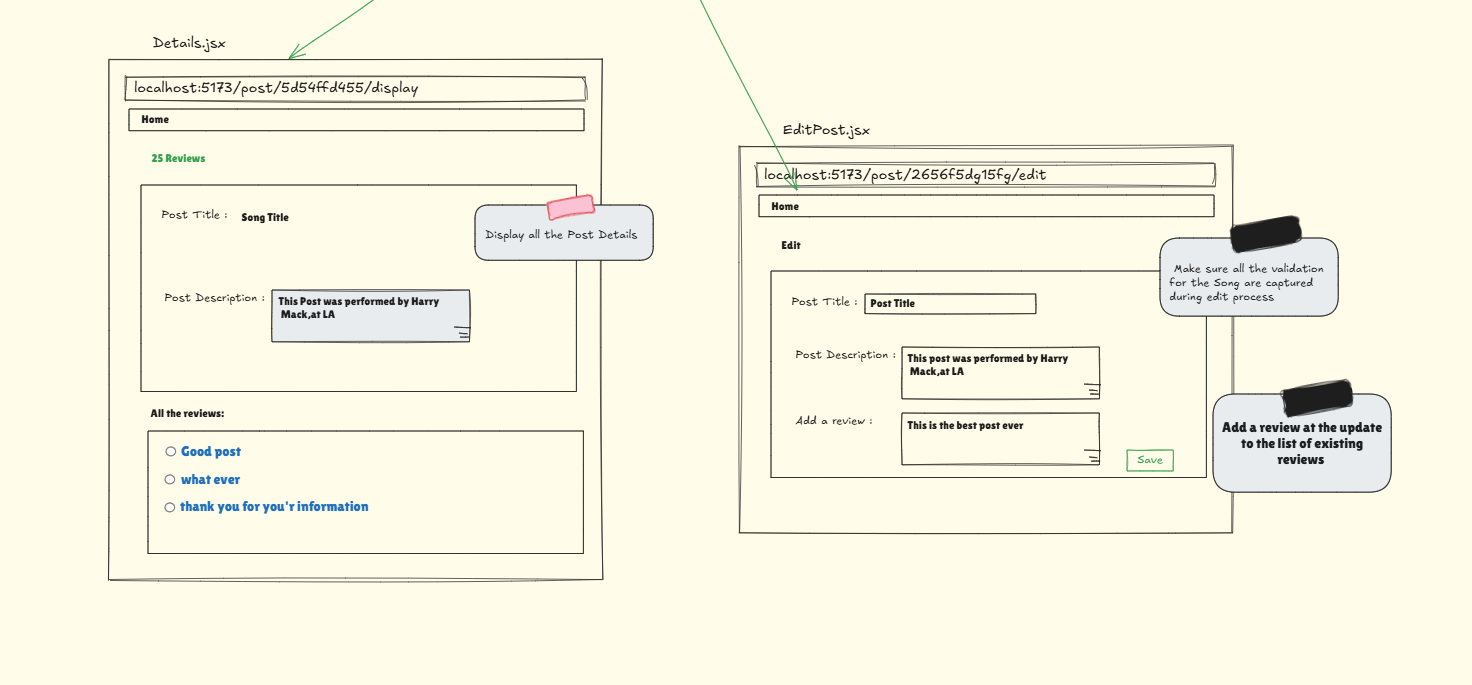 Details.jsx
localhost:5173/post/5d54ffd455/display
Home
25 Reviews
Post Title : Song Title
Display all the Post Details
Post Description : This Post was performed by Harry
Mack,at LA
All the reviews:
Good post
what ever
thank you for you'r information
EditPost.jsx
localhost:5173/post/2656f5dg15fg/edit
Home
Edit
Make sure all the validation
for the Song are captured
during edit process
Post Title : Post Title
Post Description : This post was performed by Harry
Mack,at LA
Add a review : This is the best post ever
Save
Add a review at the update
to the list of existing
reviews